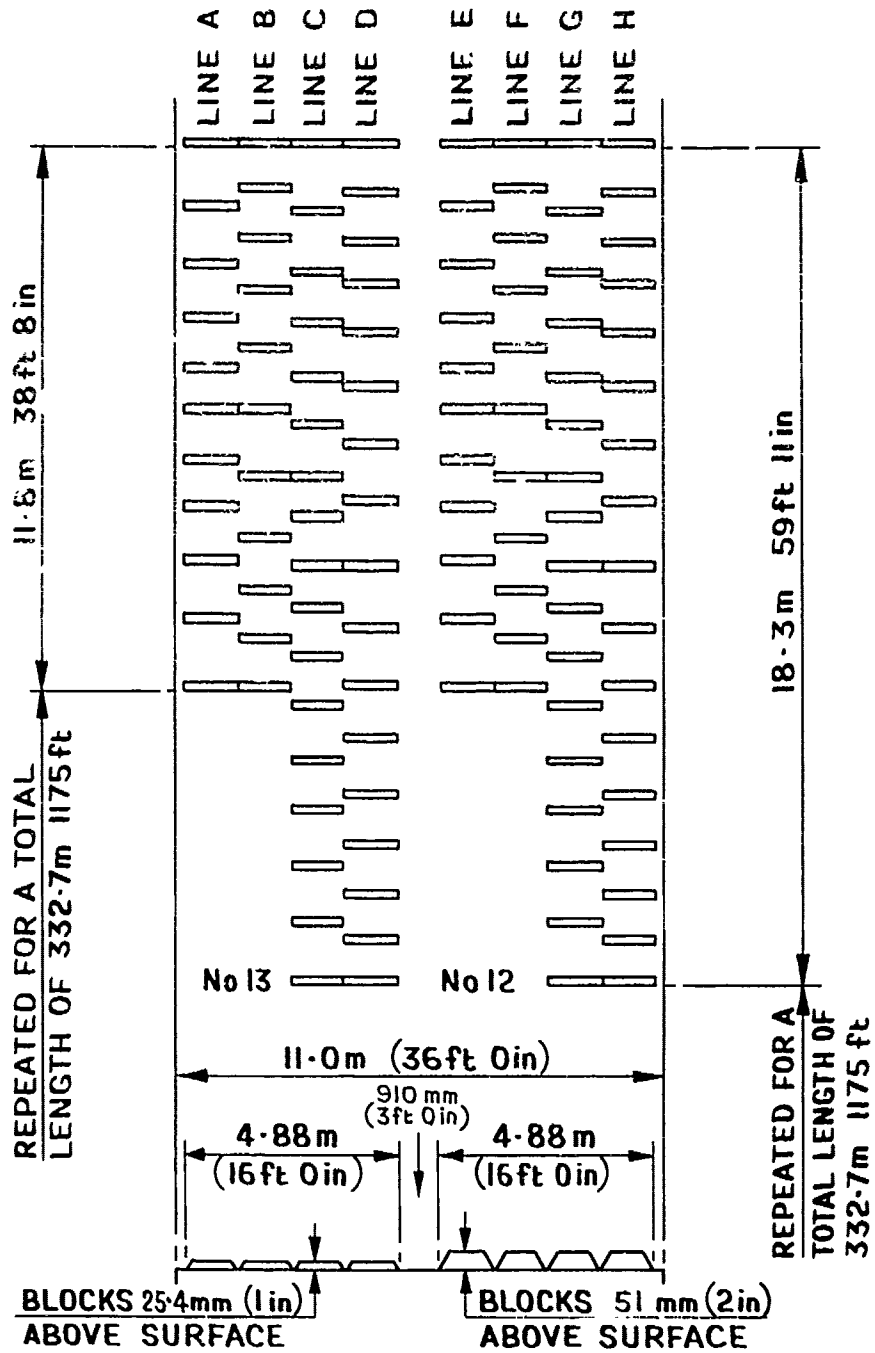 LINE A
LINE B
LINE C
LINE D
LINE E
LINE F
LINE G
LINE H
11·8m 38ft 8in
18·3m 59ft 11in
REPEATED FOR A TOTAL
LENGTH OF 332·7m 1175ft
No 13
No 12
REPEATED FOR A
TOTAL LENGTH OF
332·7m 1175ft
11·0m (36ft 0in)
910 mm
(3ft 0in)
4·88m
(16ft 0in)
4·88m
(16ft 0in)
BLOCKS 25·4mm (1in)
ABOVE SURFACE
BLOCKS 51mm (2in)
ABOVE SURFACE